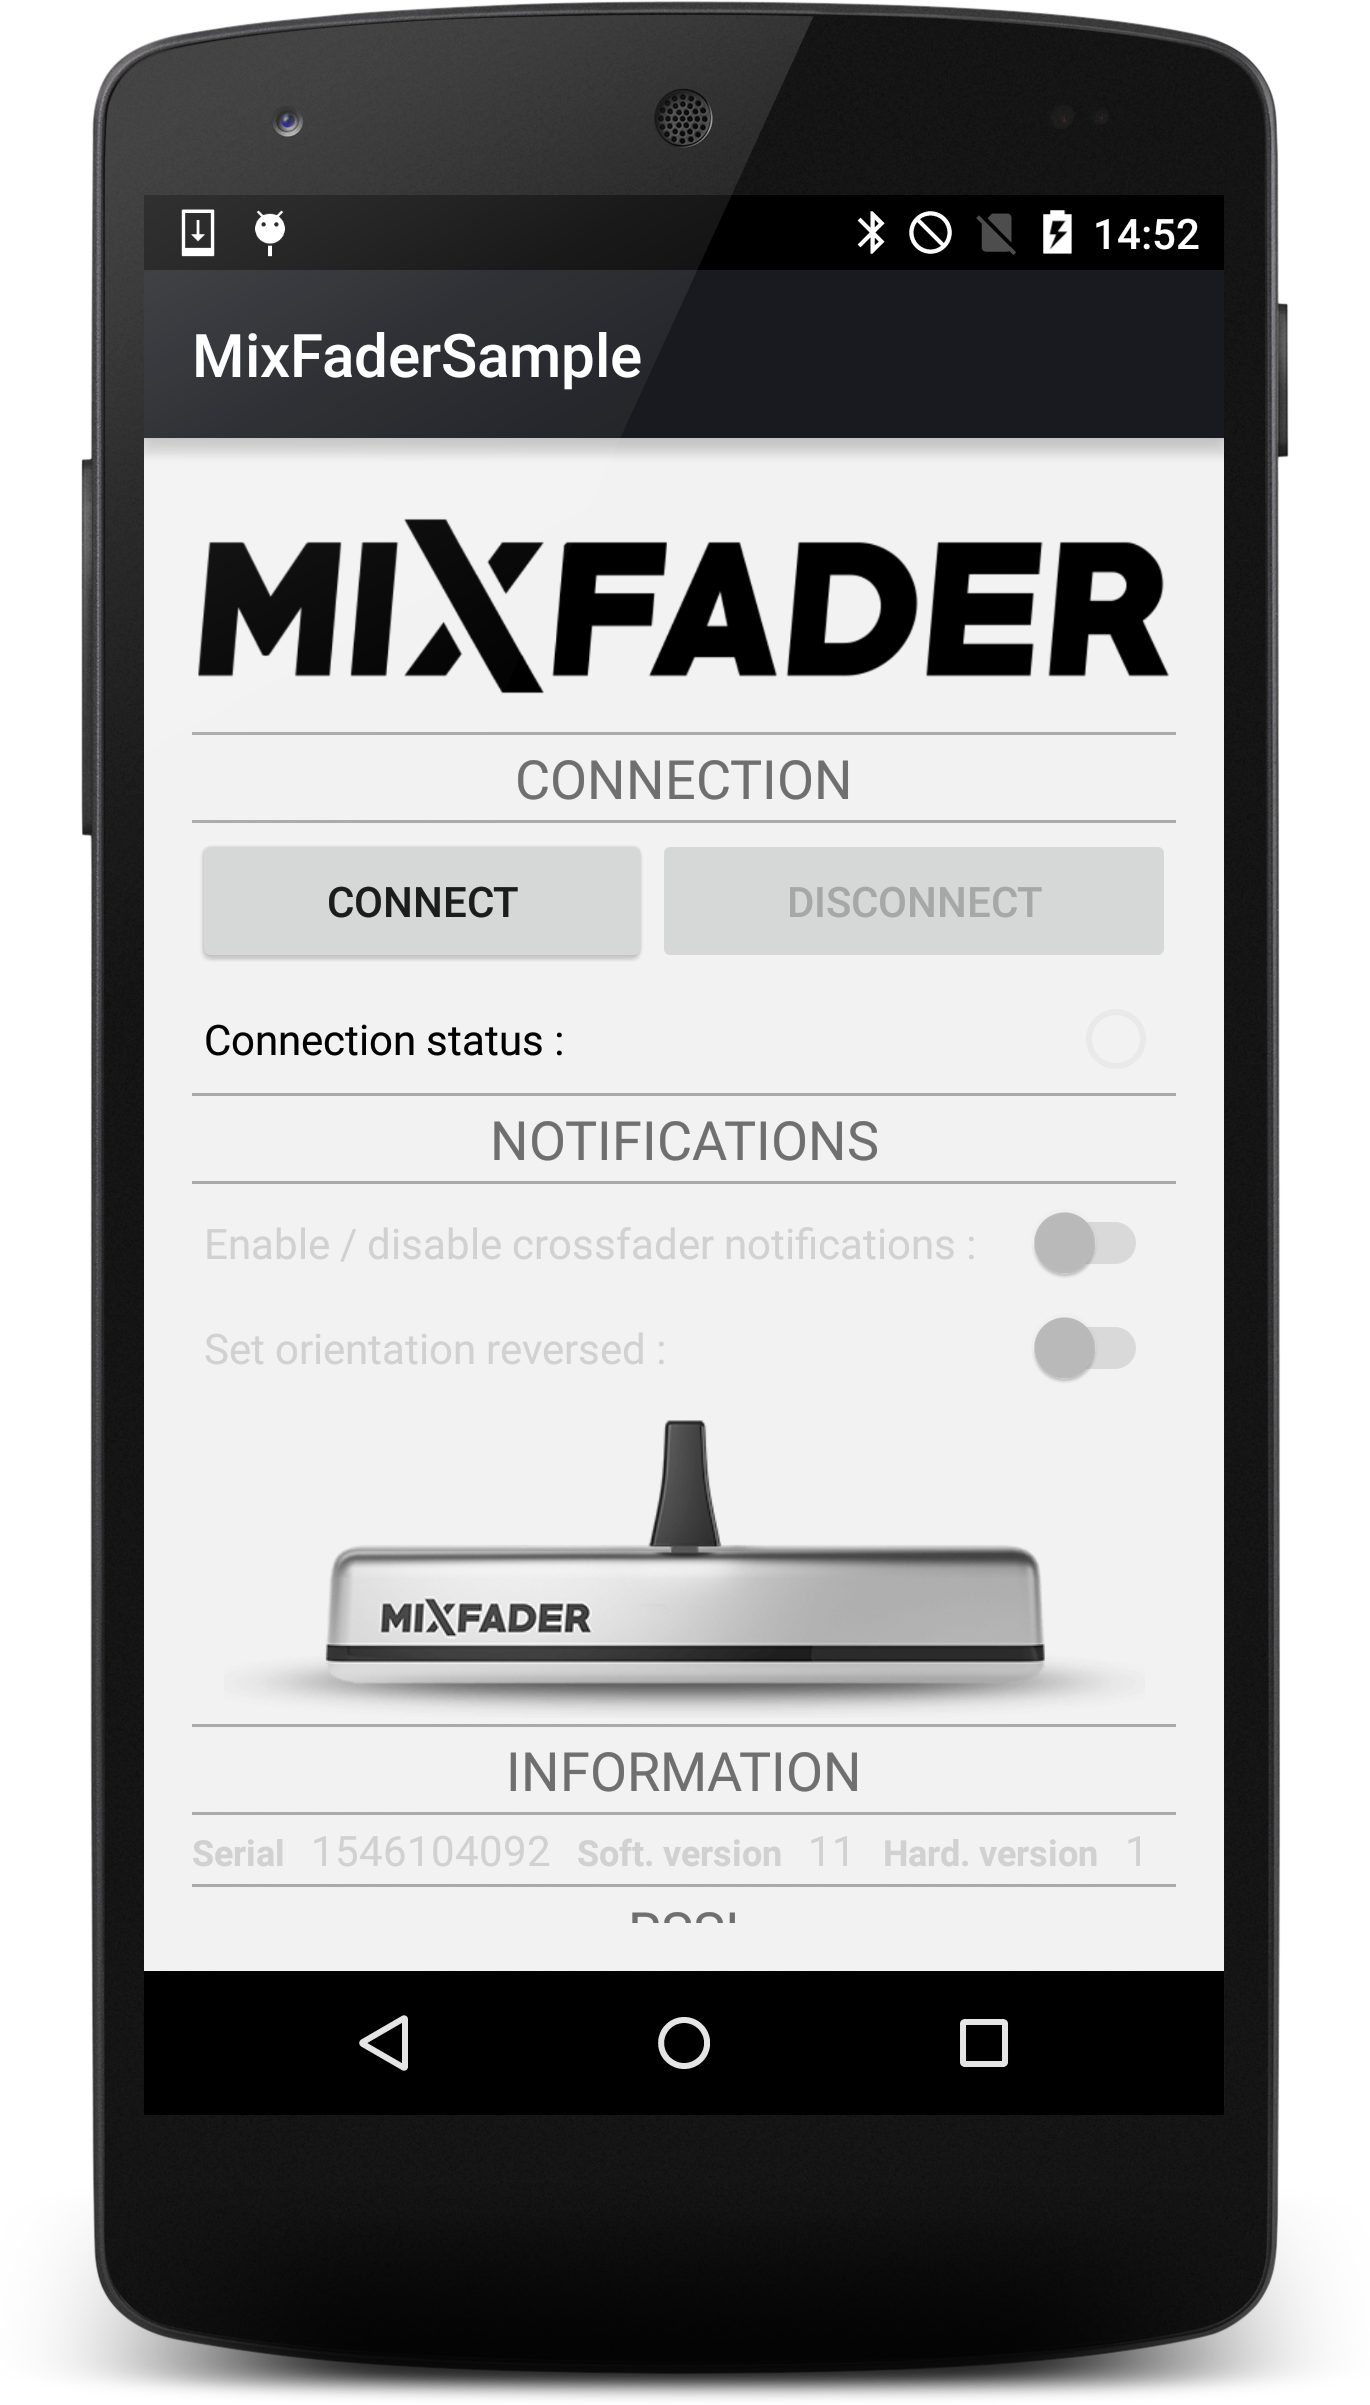 14:52
MixFaderSample
MIXFADER
CONNECTION
CONNECT DISCONNECT
Connection status :
NOTIFICATIONS
Enable / disable crossfader notifications :
Set orientation reversed :
MIXFADER
INFORMATION
Serial 1546104092 Soft. version 11 Hard. version 1